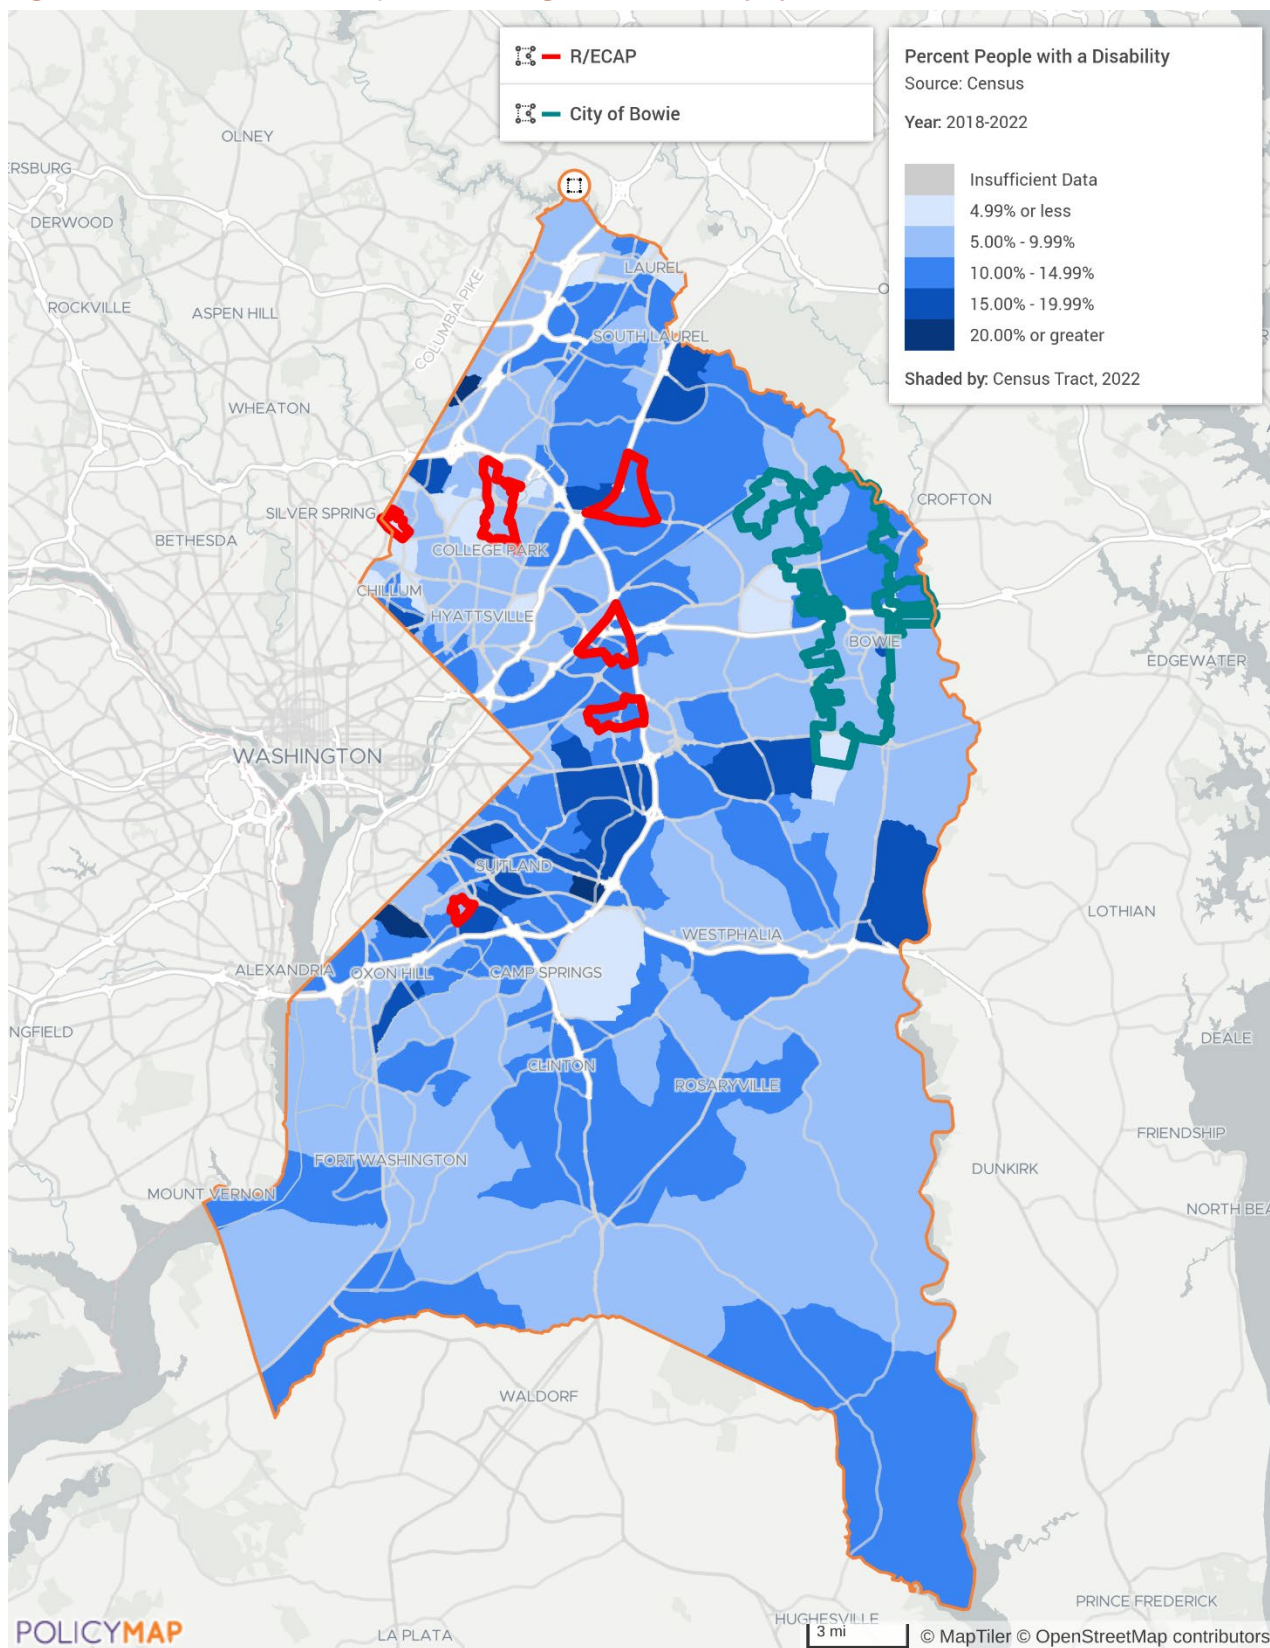 R/ECAP
City of Bowie
Percent People with a Disability
Source: Census
Year: 2018-2022
Insufficient Data
4.99% or less
5.00% - 9.99%
10.00% - 14.99%
15.00% - 19.99%
20.00% or greater
Shaded by: Census Tract, 2022
OLNEY
ERSBURG
DERWOOD
LAUREL
ROCKVILLE
ASPEN HILL
COLUMBIA PIKE
SOUTH LAUREL
WHEATON
CROFTON
SILVER SPRING
BETHESDA
COLLEGE PARK
CHILLUM
HYATTSVILLE
BOWIE
EDGEWATER
WASHINGTON
SUITLAND
LOTHIAN
WESTPHALIA
ALEXANDRIA
OXON HILL
CAMP SPRINGS
NGFIELD
DEALE
CLINTON
ROSARYVILLE
FRIENDSHIP
FORT WASHINGTON
DUNKIRK
MOUNT VERNON
NORTH BEA
WALDORF
PRINCE FREDERICK
HUGHESVILLE
POLICYMAP
LA PLATA
3 mi
© MapTiler © OpenStreetMap contributors